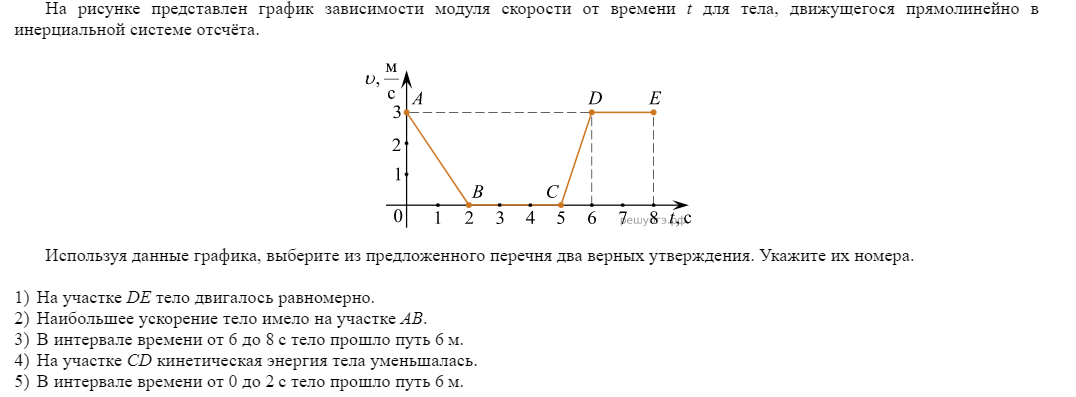 На рисунке представлен график зависимости модуля скорости от времени t для тела, движущегося прямолинейно в
инерциальной системе отсчёта.
υ, м/с
A
D
E
3
2
1
B
C
0
1 2 3 4 5 6 7 8 t, с
Используя данные графика, выберите из предложенного перечня два верных утверждения. Укажите их номера.
1) На участке DE тело двигалось равномерно.
2) Наибольшее ускорение тело имело на участке AB.
3) В интервале времени от 6 до 8 с тело прошло путь 6 м.
4) На участке CD кинетическая энергия тела уменьшалась.
5) В интервале времени от 0 до 2 с тело прошло путь 6 м.